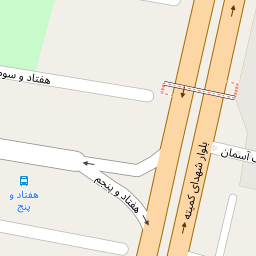 هفتاد و سو
بلوار شهدای کمیته
آسمان
هفتاد و پنجم
هفتاد و
پنج